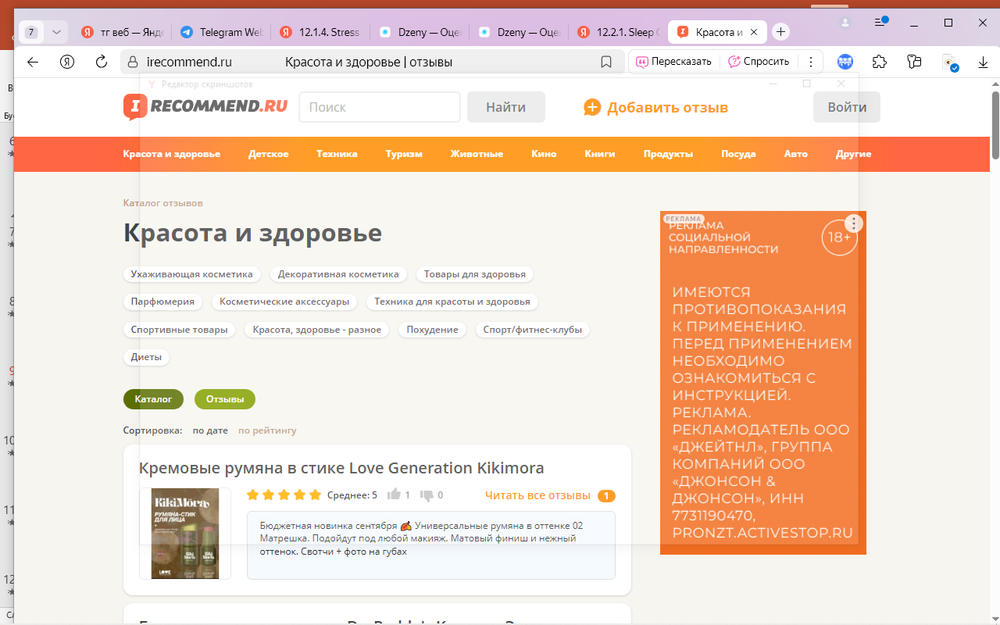 7
тг веб — Янде
Telegram Web
12.1.4. Stress
Dzeny — Оцен
Dzeny — Оцен
12.2.1. Sleep
Красота и
irecommend.ru
Красота и здоровье | отзывы
Пересказать
Спросить
Редактор скриншотов
IRECOMMEND.RU
Поиск
Найти
Добавить отзыв
Войти
Красота и здоровье
Детское
Техника
Туризм
Животные
Кино
Книги
Продукты
Посуда
Авто
Другие
Каталог отзывов
Красота и здоровье
Ухаживающая косметика
Декоративная косметика
Товары для здоровья
Парфюмерия
Косметические аксессуары
Техника для красоты и здоровья
Спортивные товары
Красота, здоровье - разное
Похудение
Спорт/фитнес-клубы
Диеты
Каталог
Отзывы
Сортировка: по дате по рейтингу
Кремовые румяна в стике Love Generation Kikimora
Среднее: 5
1
0
Читать все отзывы 1
KikiMöra
РУМЯНА-СТИК
ДЛЯ ЛИЦА
Бюджетная новинка сентября 🍂 Универсальные румяна в оттенке 02
Матрешка. Подойдут под любой макияж. Матовый финиш и нежный
оттенок. Свотчи + фото на губах
РЕКЛАМА
РЕКЛАМА
СОЦИАЛЬНОЙ
НАПРАВЛЕННОСТИ
18+
ИМЕЮТСЯ
ПРОТИВОПОКАЗАНИЯ
К ПРИМЕНЕНИЮ.
ПЕРЕД ПРИМЕНЕНИЕМ
НЕОБХОДИМО
ОЗНАКОМИТЬСЯ С
ИНСТРУКЦИЕЙ.
РЕКЛАМА.
РЕКЛАМОДАТЕЛЬ ООО
«ДЖЕЙТНЛ», ГРУППА
КОМПАНИЙ ООО
«ДЖОНСОН &
ДЖОНСОН», ИНН
7731190470,
PRONZT.ACTIVESTOP.RU